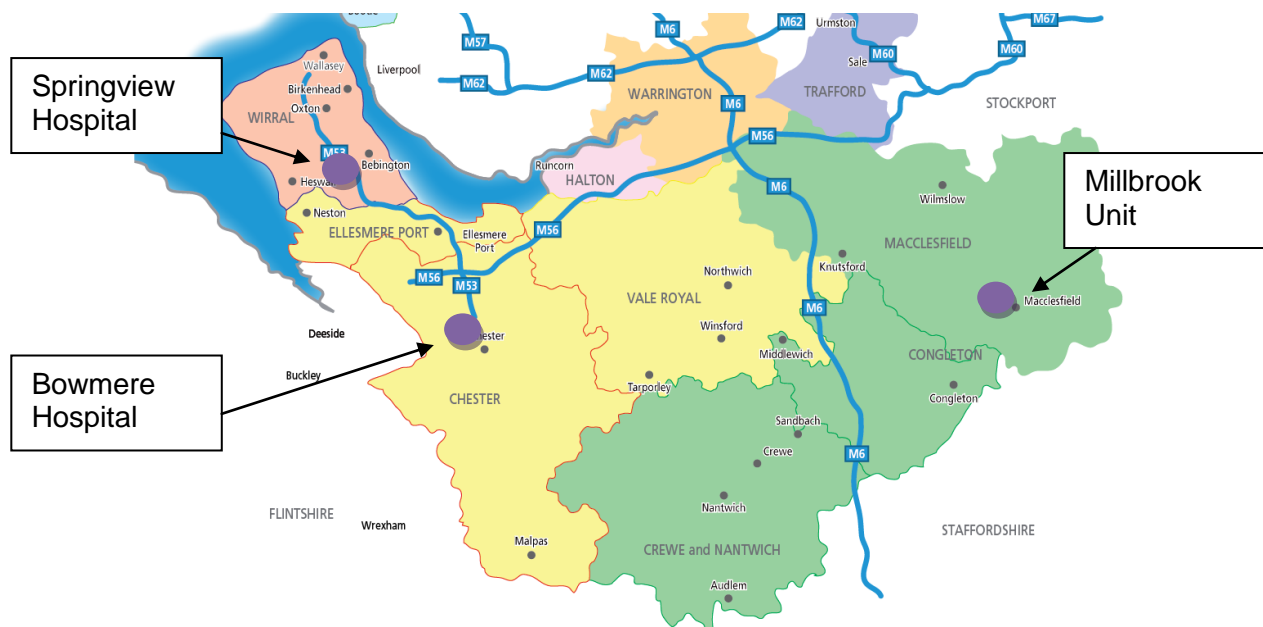 M62
M6
Urmston
M67
M57
M60
M60
Wallasey
Liverpool
Sale
Springview
Hospital
M62
M62
Birkenhead
WARRINGTON
TRAFFORD
Oxton
M6
STOCKPORT
WIRRAL
M56
M53
Bebington
Runcorn
HALTON
M6
Millbrook
Unit
Heswall
Wilmslow
Neston
ELLESMERE PORT
Ellesmere
Port
M56
MACCLESFIELD
Knutsford
M56
M53
Northwich
VALE ROYAL
Macclesfield
M6
Deeside
Winsford
Middlewich
CONGLETON
Bowmere
Hospital
Buckley
Tarporley
CHESTER
Congleton
Sandbach
Crewe
M6
Nantwich
FLINTSHIRE
Wrexham
STAFFORDSHIRE
Malpas
CREWE and NANTWICH
Audlem